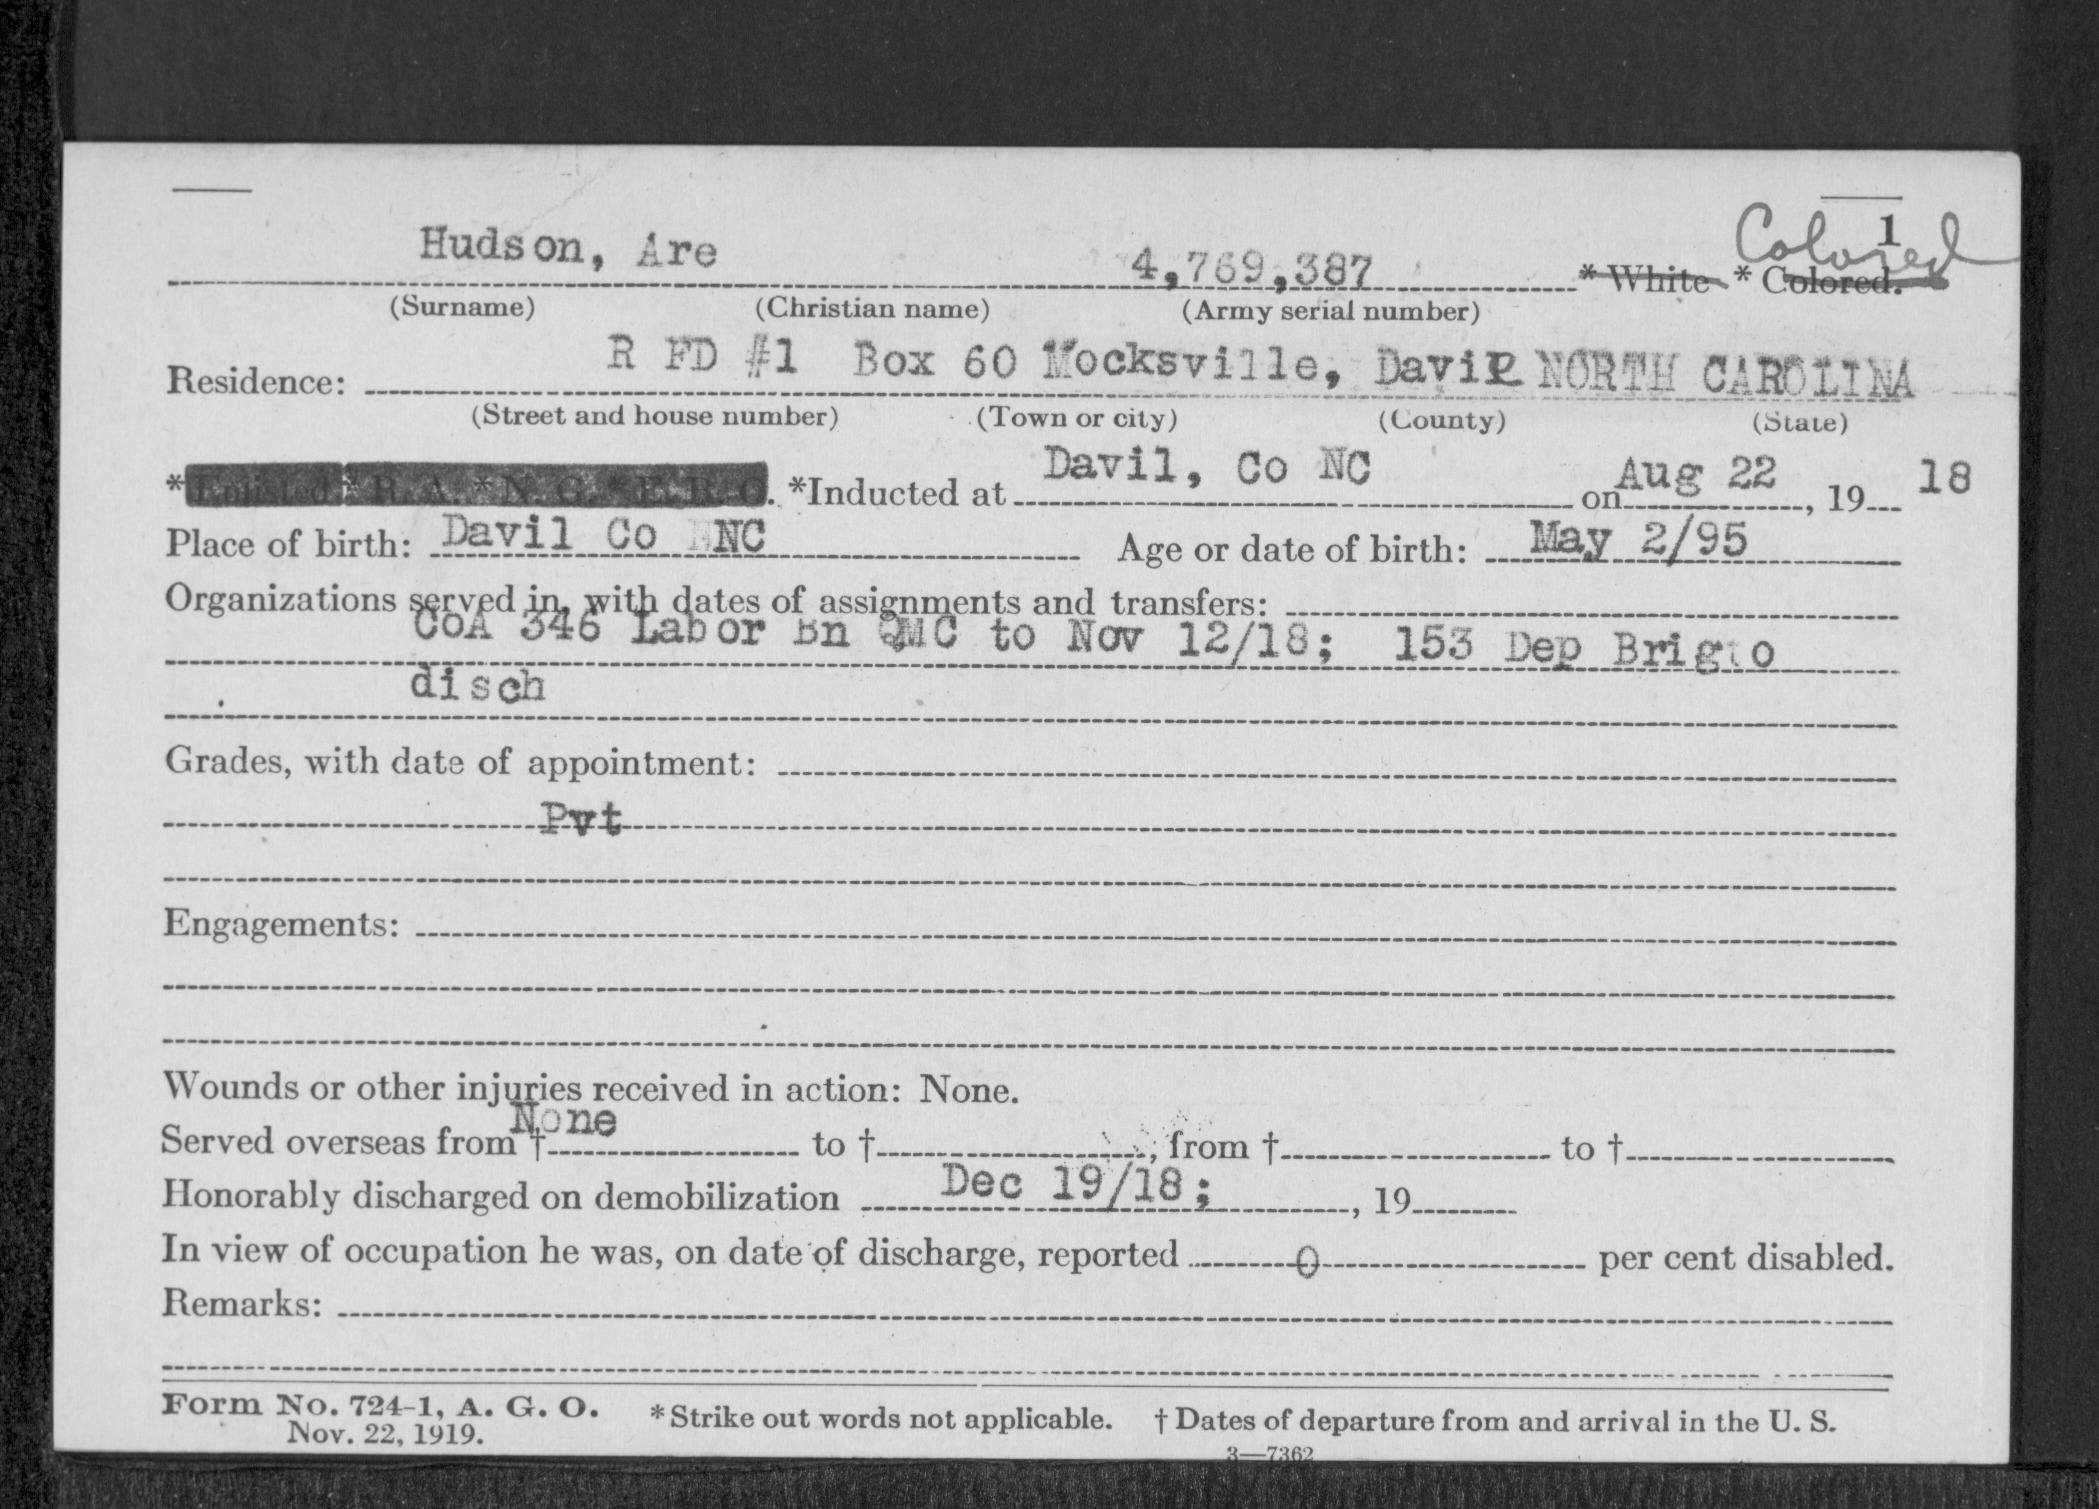 1
Hudson, Are 4,769,387 * White * Colored. Colored
(Surname) (Christian name) (Army serial number)
Residence: R FD #1 Box 60 Mocksville, Davie NORTH CAROLINA
(Street and house number) (Town or city) (County) (State)
*Enlisted * R. A. * N. G. E. R. C. *Inducted at Davil, Co NC on Aug 22, 19 18
Place of birth: Davil Co NC Age or date of birth: May 2/95
Organizations served in, with dates of assignments and transfers:
CoA 346 Labor Bn QMC to Nov 12/18; 153 Dep Brig to
disch
Grades, with date of appointment:
Pvt
Engagements:
Wounds or other injuries received in action: None.
Served overseas from † None to †, from † to †
Honorably discharged on demobilization Dec 19/18; , 19
In view of occupation he was, on date of discharge, reported 0 per cent disabled.
Remarks:
Form No. 724-1, A. G. O. *Strike out words not applicable. † Dates of departure from and arrival in the U. S.
Nov. 22, 1919.
3—7362